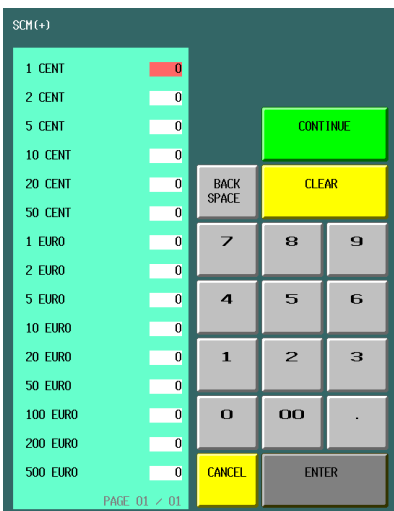 SCM(+)
1 CENT 0
2 CENT 0
5 CENT 0
10 CENT 0
20 CENT 0
50 CENT 0
1 EURO 0
2 EURO 0
5 EURO 0
10 EURO 0
20 EURO 0
50 EURO 0
100 EURO 0
200 EURO 0
500 EURO 0
PAGE 01 / 01
CONTINUE
BACK
SPACE
CLEAR
7 8 9
4 5 6
1 2 3
0 00 .
CANCEL ENTER